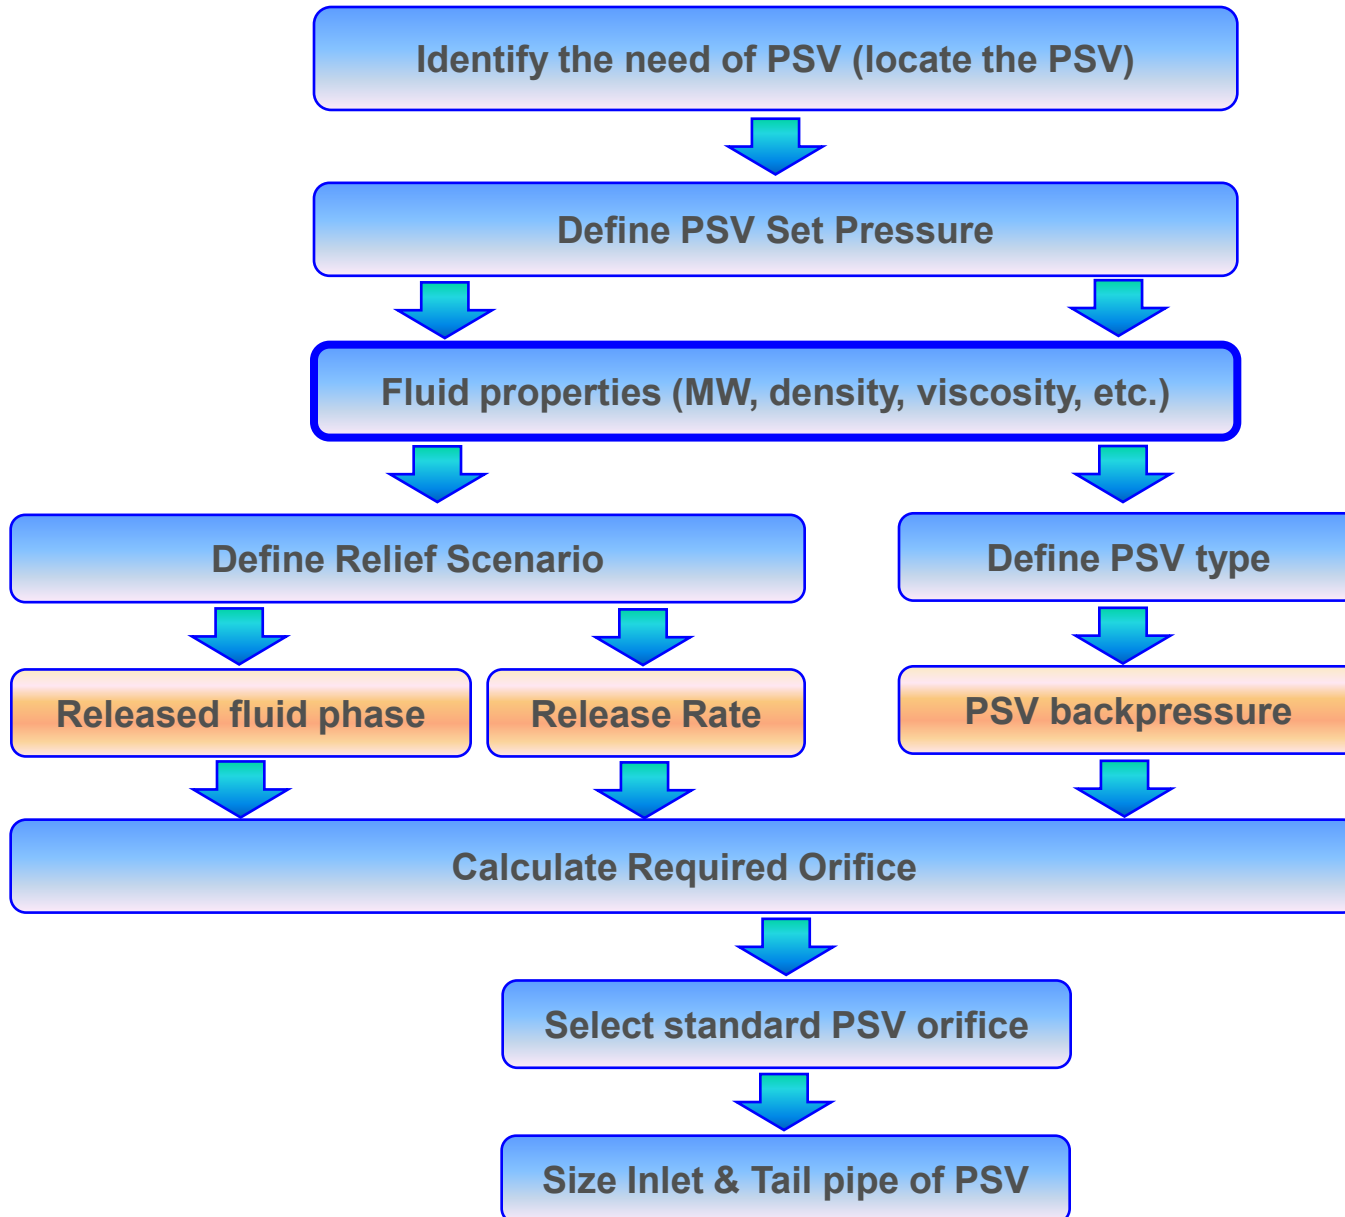 Identify the need of PSV (locate the PSV)
Define PSV Set Pressure
Fluid properties (MW, density, viscosity, etc.)
Define Relief Scenario
Define PSV type
Released fluid phase
Release Rate
PSV backpressure
Calculate Required Orifice
Select standard PSV orifice
Size Inlet & Tail pipe of PSV